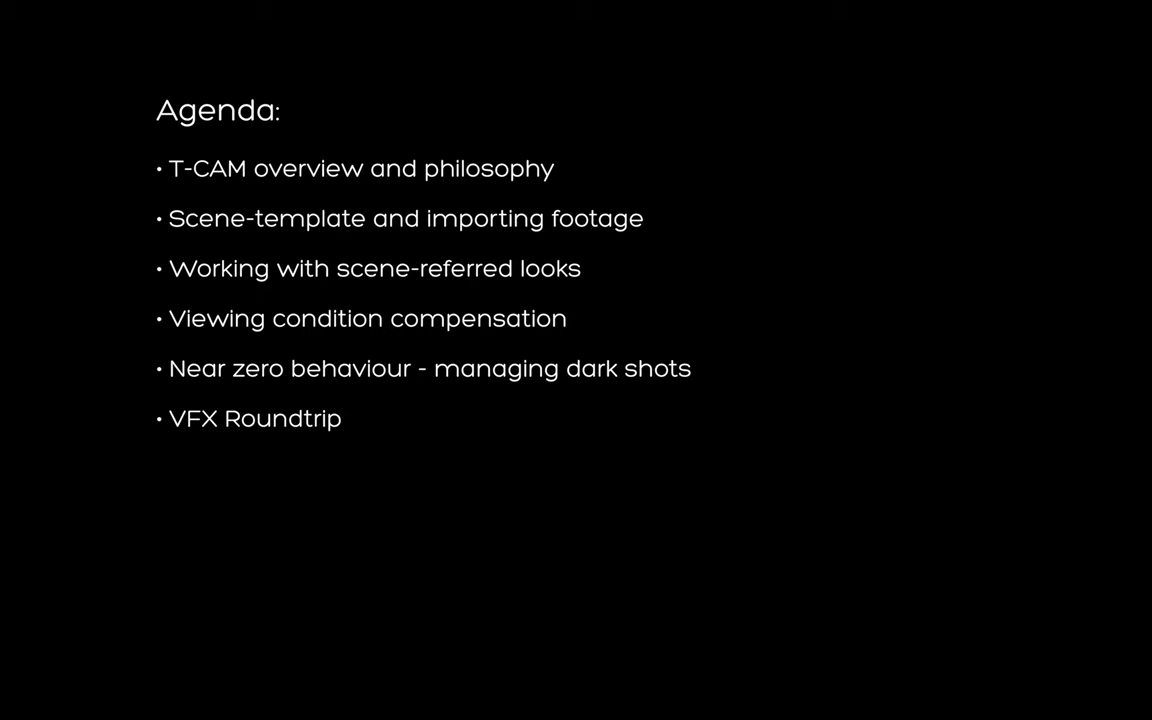 Agenda:
• T-CAM overview and philosophy
• Scene-template and importing footage
• Working with scene-referred looks
• Viewing condition compensation
• Near zero behaviour - managing dark shots
• VFX Roundtrip